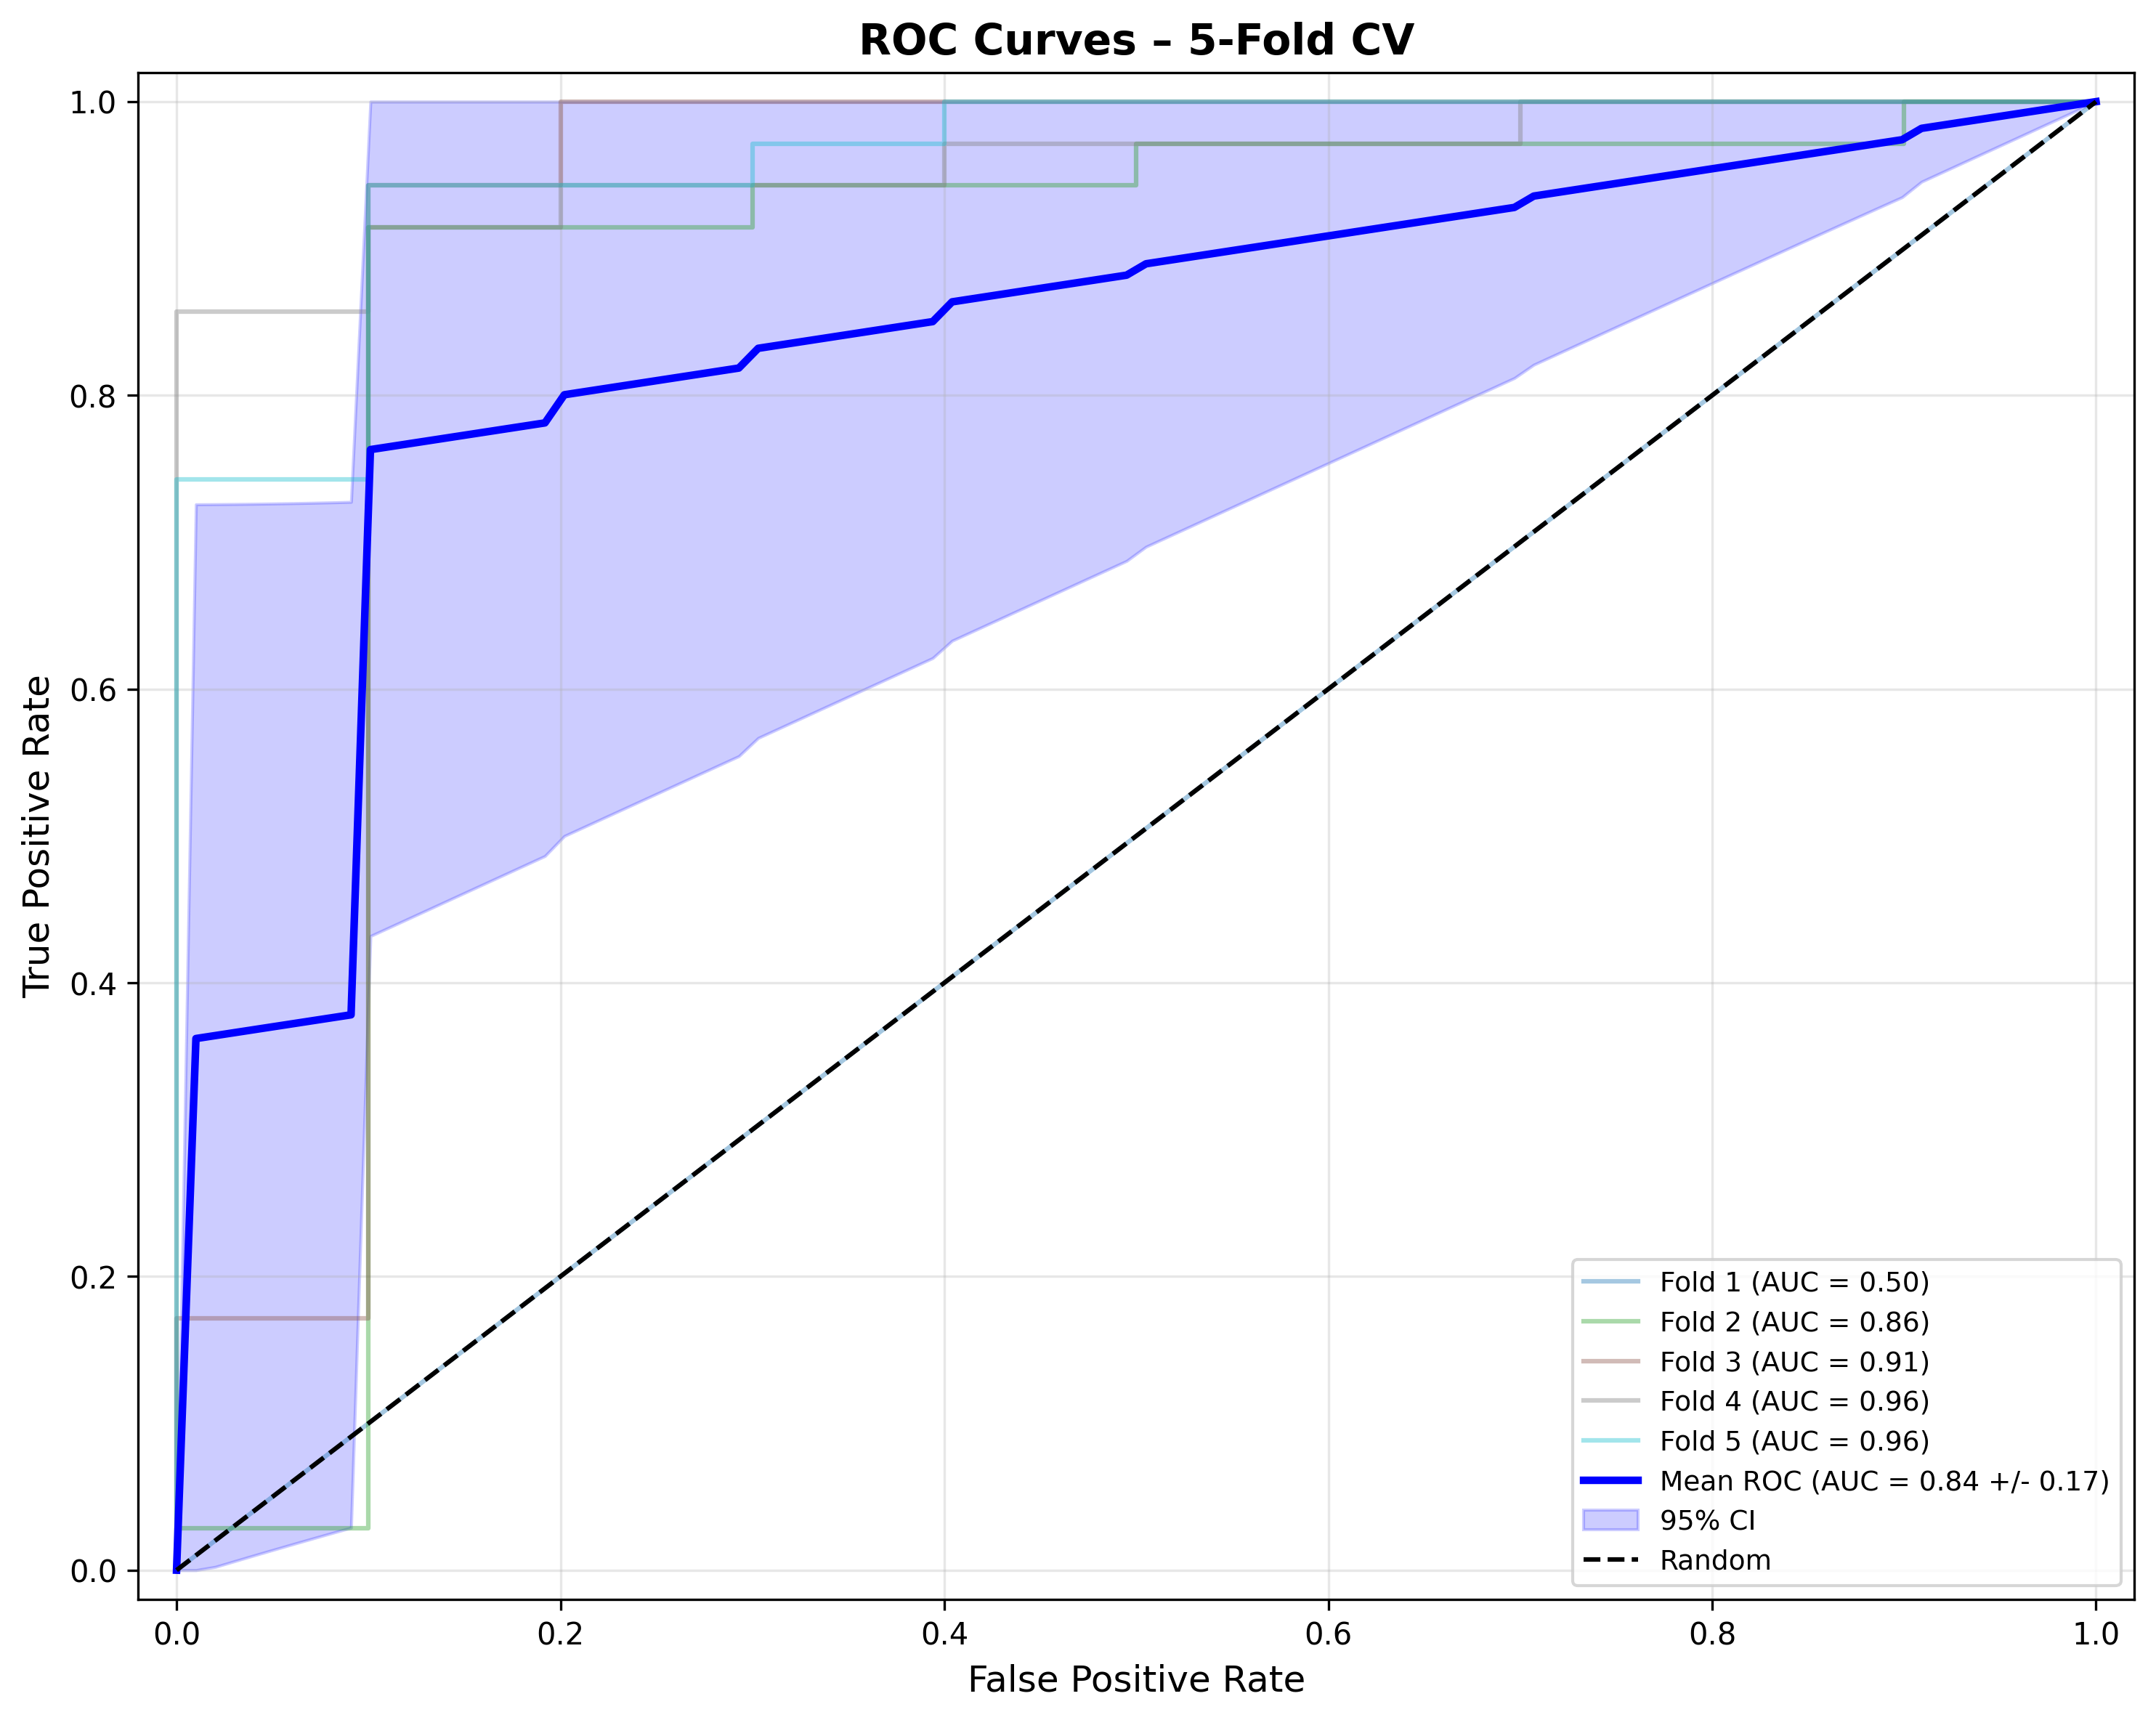 ROC Curves – 5-Fold CV
True Positive Rate
1.0
0.8
0.6
0.4
0.2
0.0
0.0
0.2
0.4
0.6
0.8
1.0
False Positive Rate
Fold 1 (AUC = 0.50)
Fold 2 (AUC = 0.86)
Fold 3 (AUC = 0.91)
Fold 4 (AUC = 0.96)
Fold 5 (AUC = 0.96)
Mean ROC (AUC = 0.84 +/- 0.17)
95% CI
Random